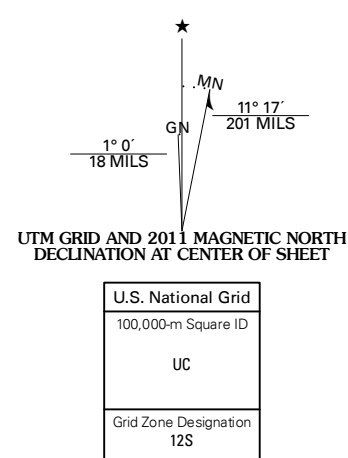 ★
MN
11° 17´
201 MILS
GN
1° 0´
18 MILS
UTM GRID AND 2011 MAGNETIC NORTH
DECLINATION AT CENTER OF SHEET
U.S. National Grid
100,000-m Square ID
UC
Grid Zone Designation
12S